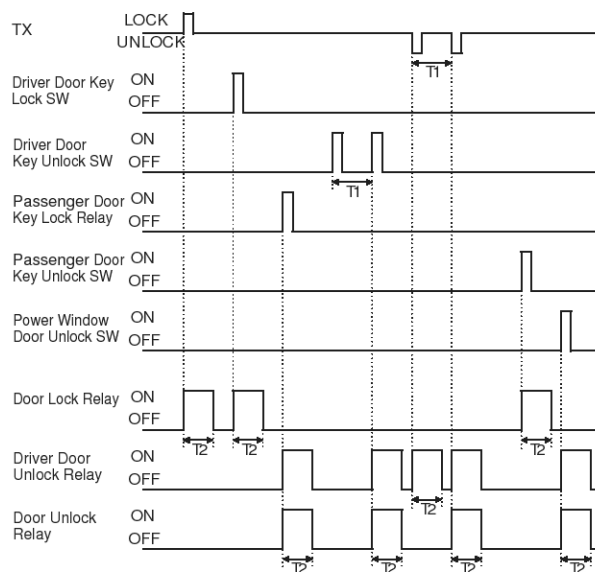 TX
LOCK
UNLOCK
T1
Driver Door Key
Lock SW
ON
OFF
Driver Door
Key Unlock SW
ON
OFF
T1
Passenger Door
Key Lock Relay
ON
OFF
Passenger Door
Key Unlock SW
ON
OFF
Power Window
Door Unlock SW
ON
OFF
Door Lock Relay
ON
OFF
T2
T2
T2
Driver Door
Unlock Relay
ON
OFF
T2
Door Unlock
Relay
ON
OFF
T2
T2
T2
T2